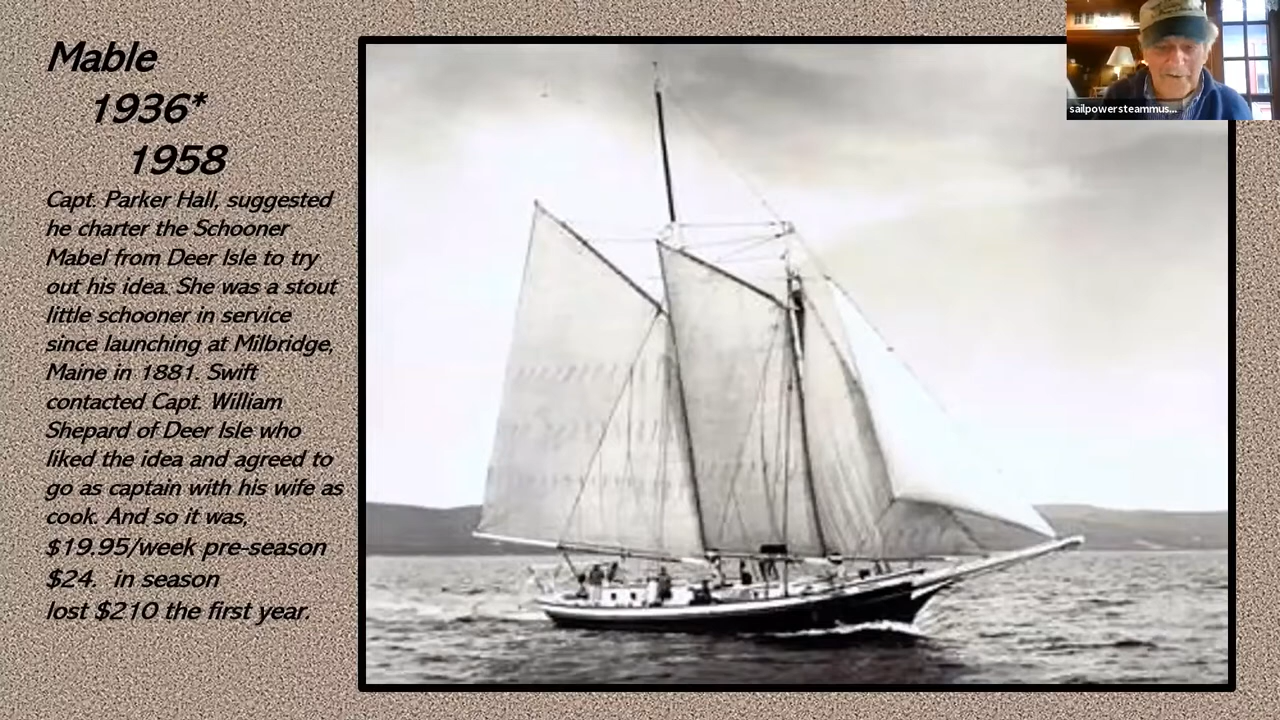 Mable
1936*
1958
Capt. Parker Hall, suggested
he charter the Schooner
Mabel from Deer Isle to try
out his idea. She was a stout
little schooner in service
since launching at Milbridge,
Maine in 1881. Swift
contacted Capt. William
Shepard of Deer Isle who
liked the idea and agreed to
go as captain with his wife as
cook. And so it was,
$19.95/week pre-season
$24. in season
lost $210 the first year.
sailpowersteammus...